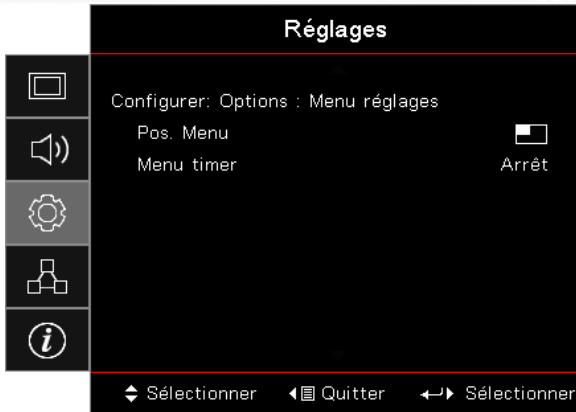 Réglages
Configurer: Options : Menu réglages
Pos. Menu
Menu timer Arrêt
Sélectionner Quitter Sélectionner